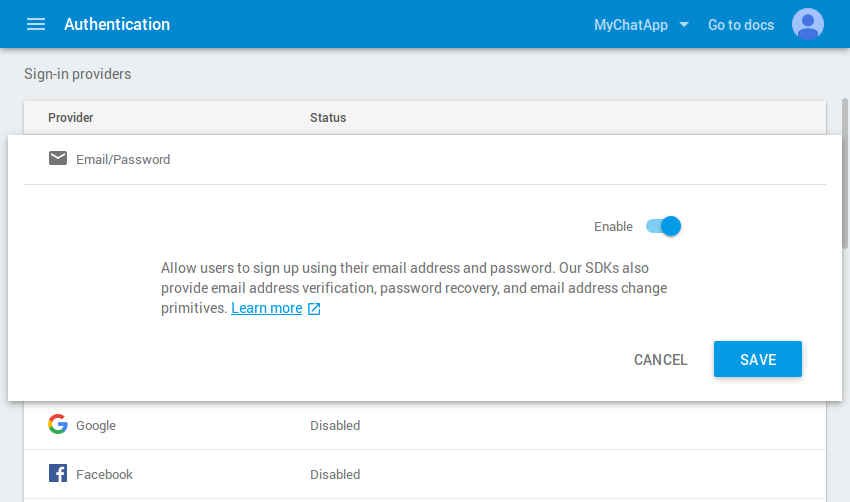 Authentication
MyChatApp
Go to docs
Sign-in providers
Provider
Status
Email/Password
Enable
Allow users to sign up using their email address and password. Our SDKs also
provide email address verification, password recovery, and email address change
primitives. Learn more
CANCEL
SAVE
Google
Disabled
Facebook
Disabled